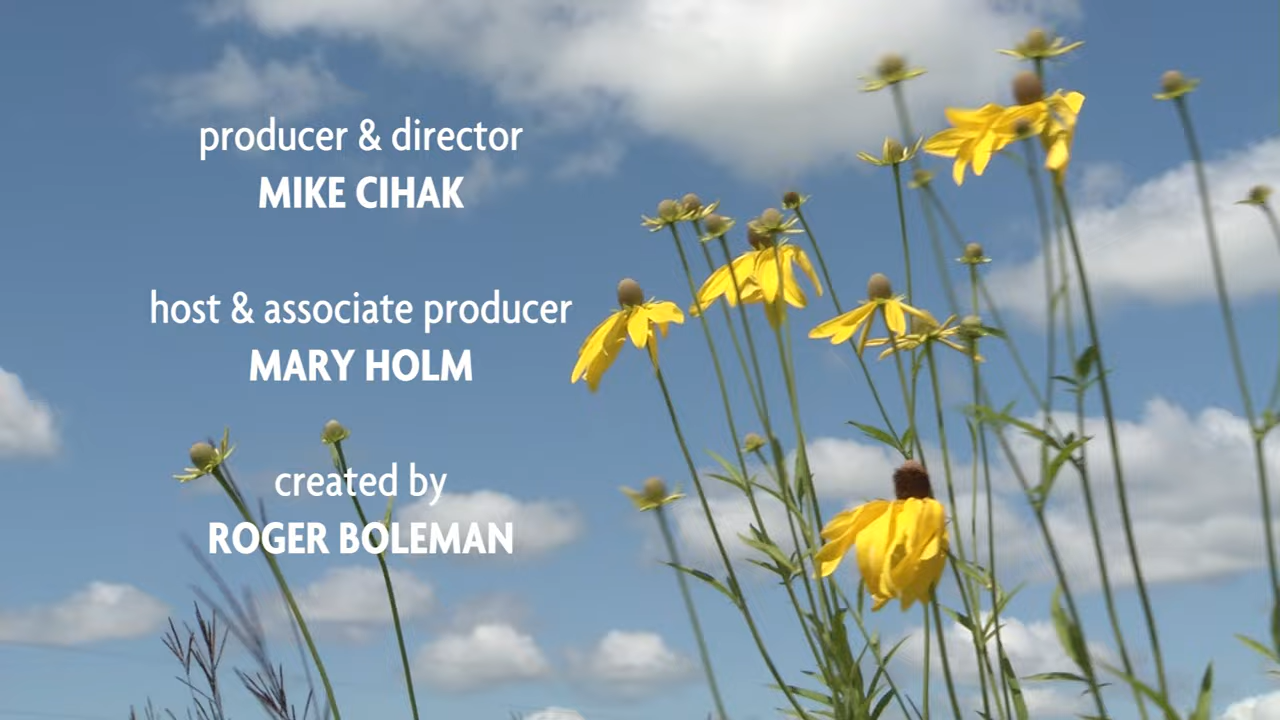 producer & director
MIKE CIHAK
host & associate producer
MARY HOLM
created by
ROGER BOLEMAN